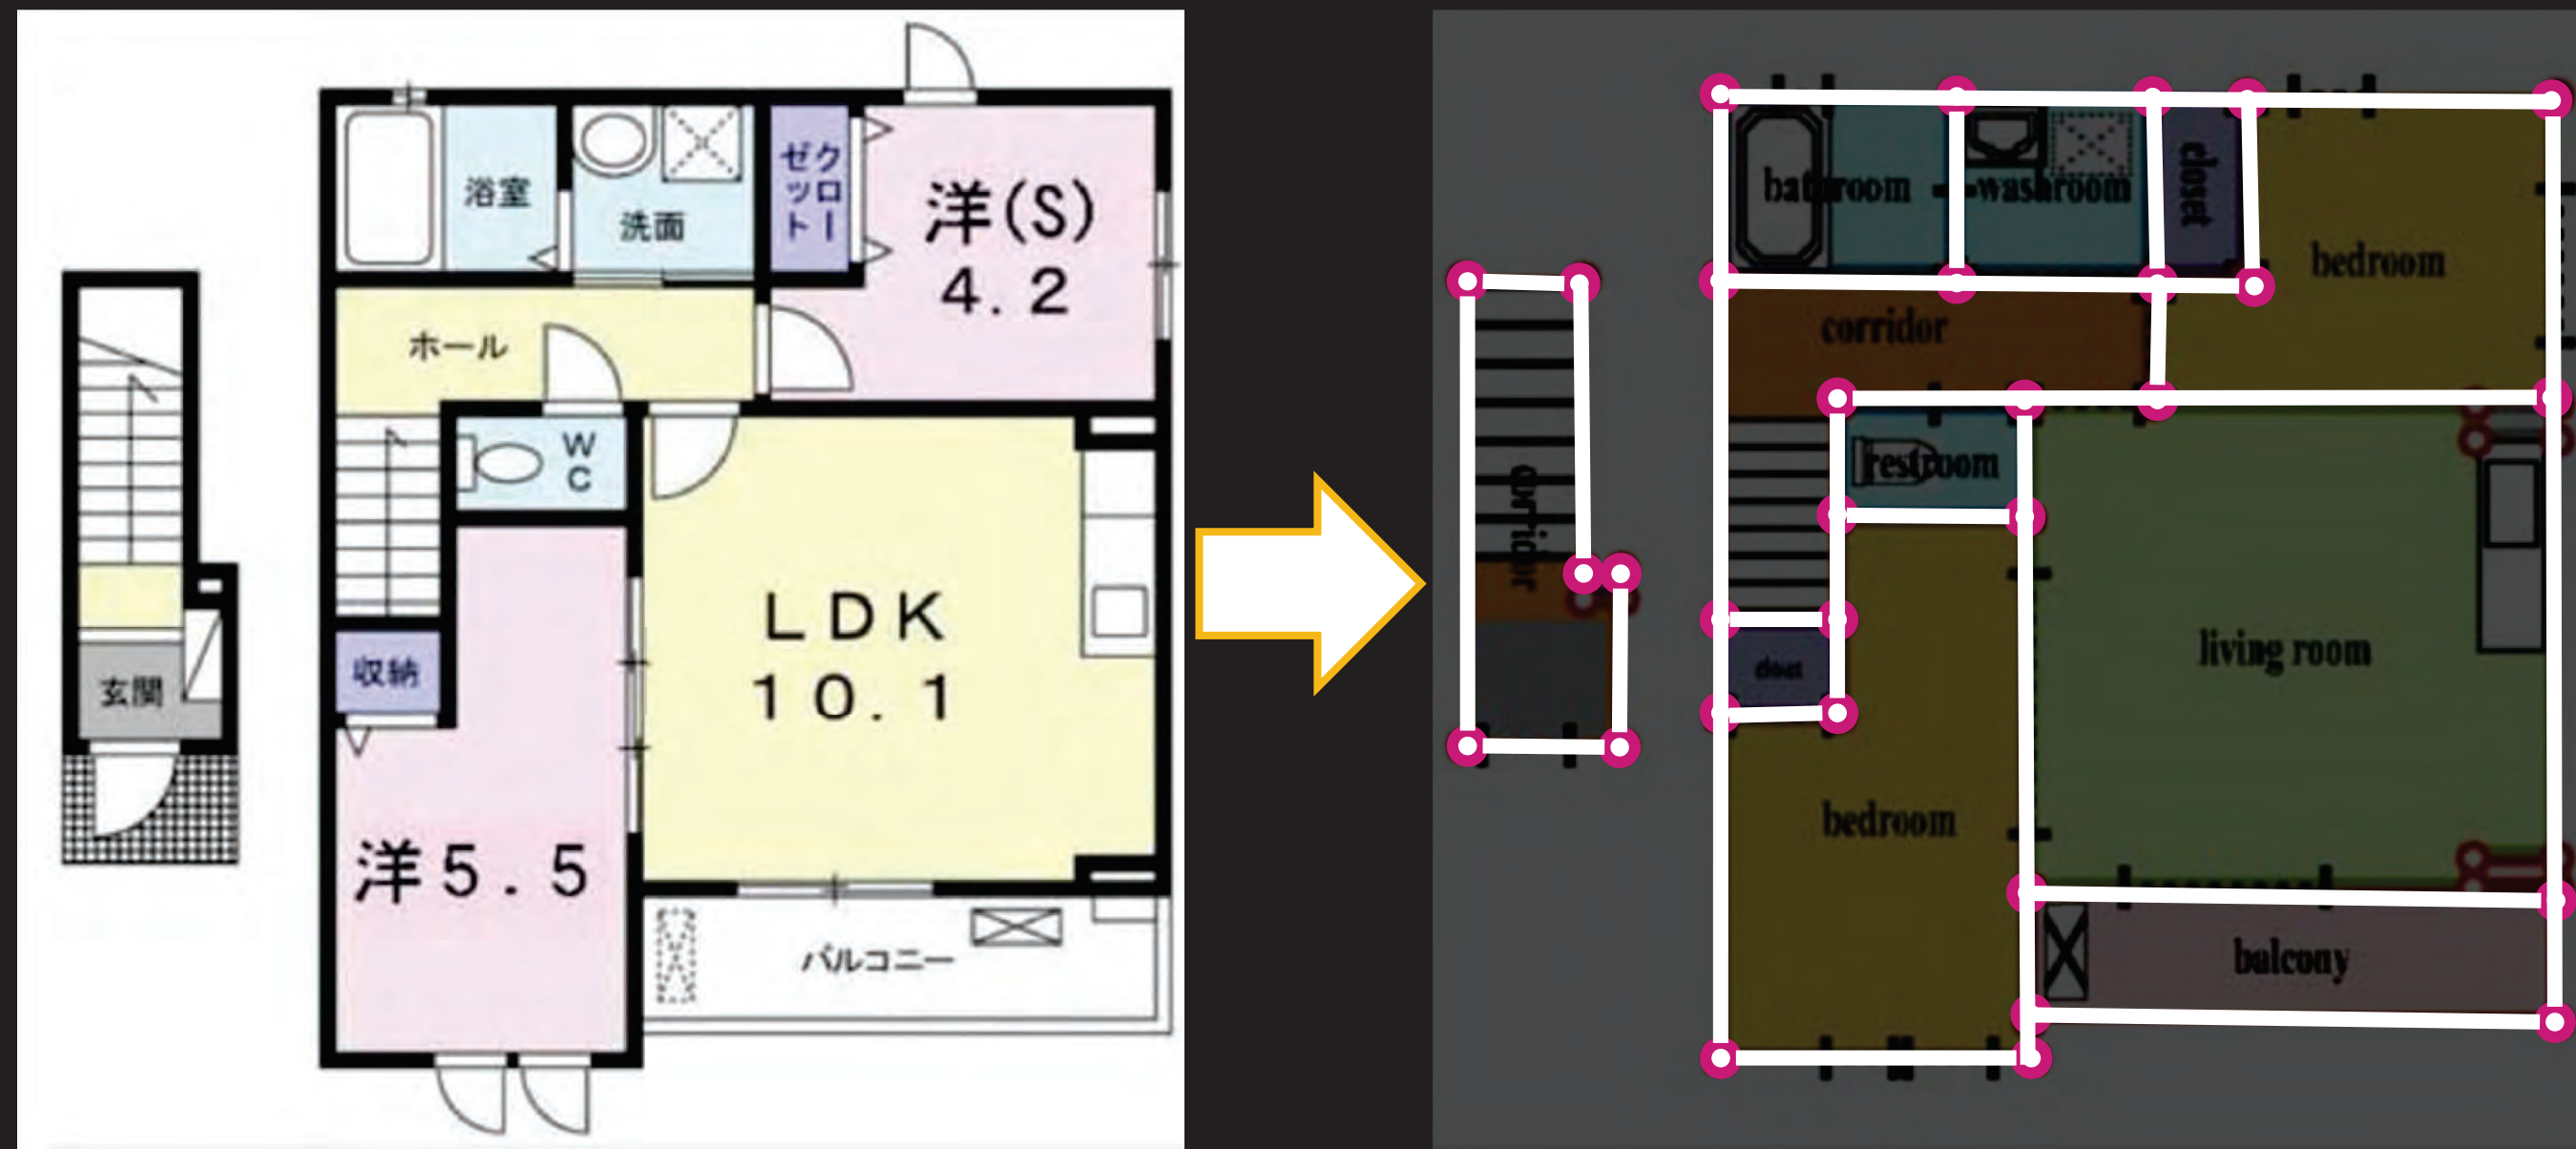 浴室
洗面
クロー
ゼット
洋(S)
4.2
ホール
WC
LDK
10.1
収納
玄関
洋5.5
バルコニー
bathroom
washroom
closet
bedroom
corridor
restroom
corridor
living room
closet
bedroom
balcony